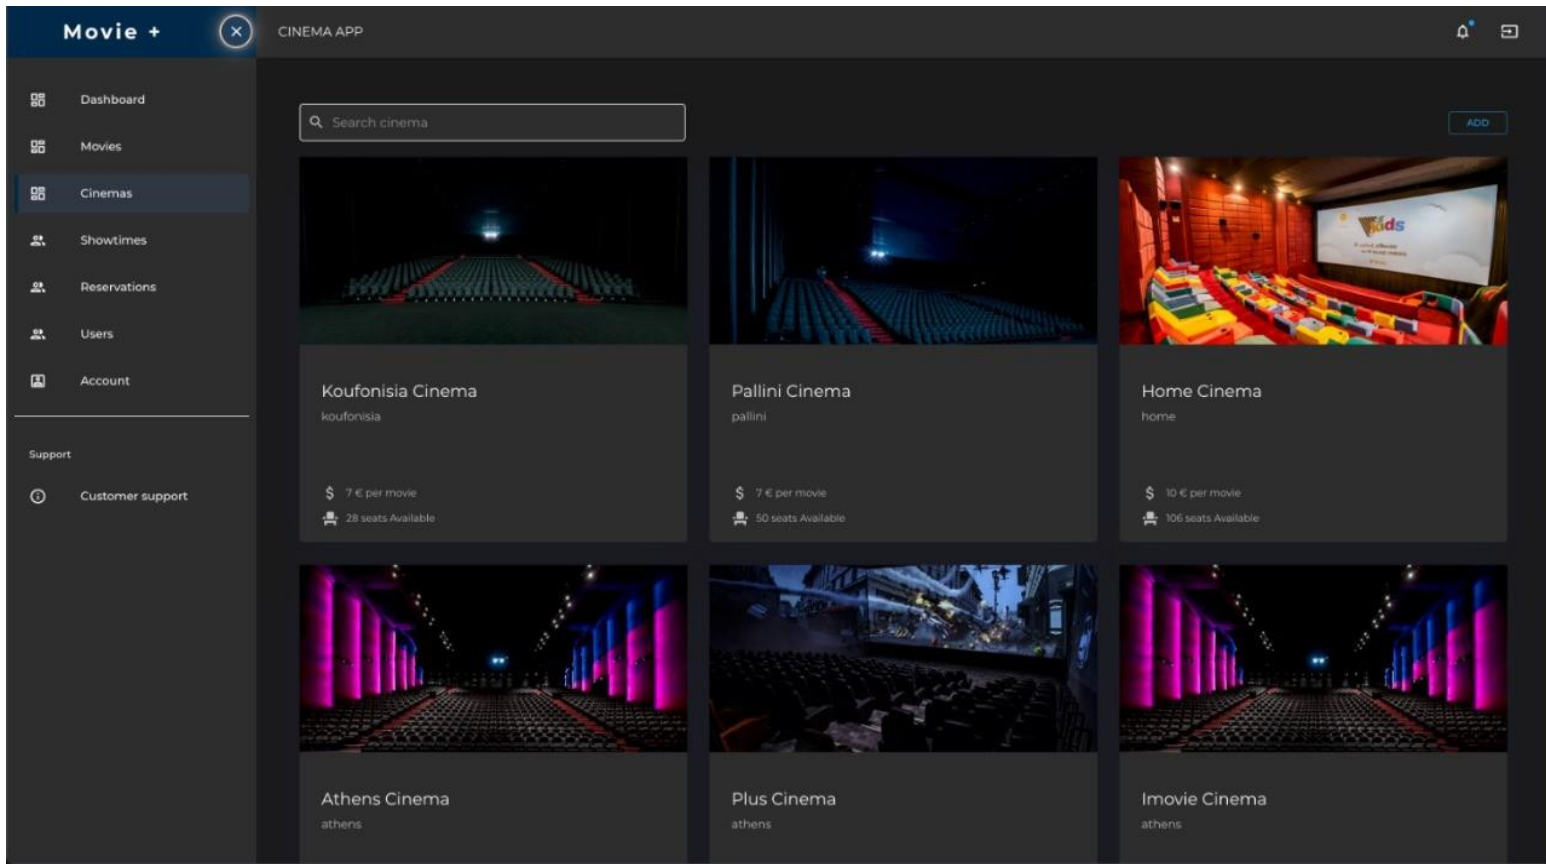 Movie +
CINEMA APP
Dashboard
Movies
Cinemas
Showtimes
Reservations
Users
Account
Support
Customer support
Search cinema
ADD
Kids
Koufonisia Cinema
koufonisia
$ 7 € per movie
28 seats Available
Pallini Cinema
pallini
$ 7 € per movie
50 seats Available
Home Cinema
home
$ 10 € per movie
106 seats Available
Athens Cinema
athens
Plus Cinema
athens
Imovie Cinema
athens